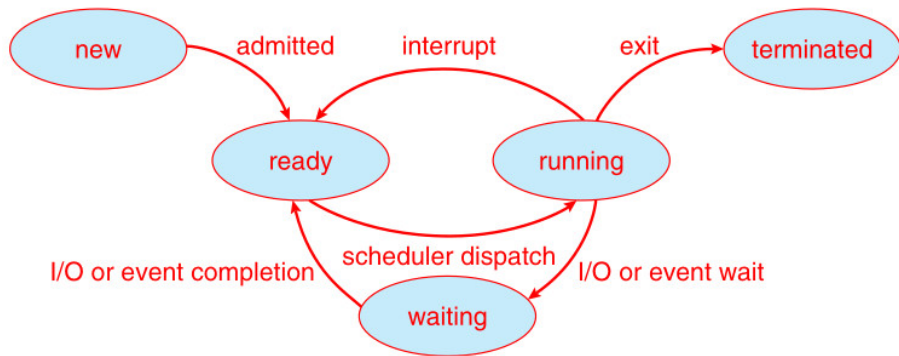 new
admitted
interrupt
exit
terminated
ready
running
I/O or event completion
scheduler dispatch
I/O or event wait
waiting